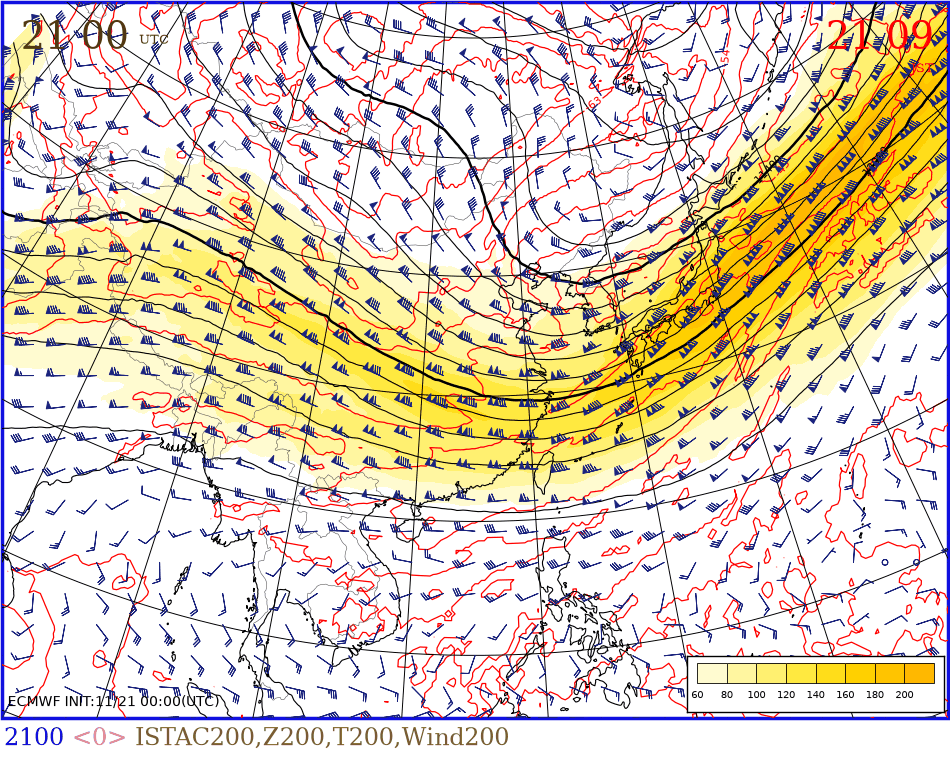 21 00 UTC
21 09
JST
60 80 100 120 140 160 180 200
ECMWF INIT:11/21 00:00(UTC)
2100 <0> ISTAC200,Z200,T200,Wind200